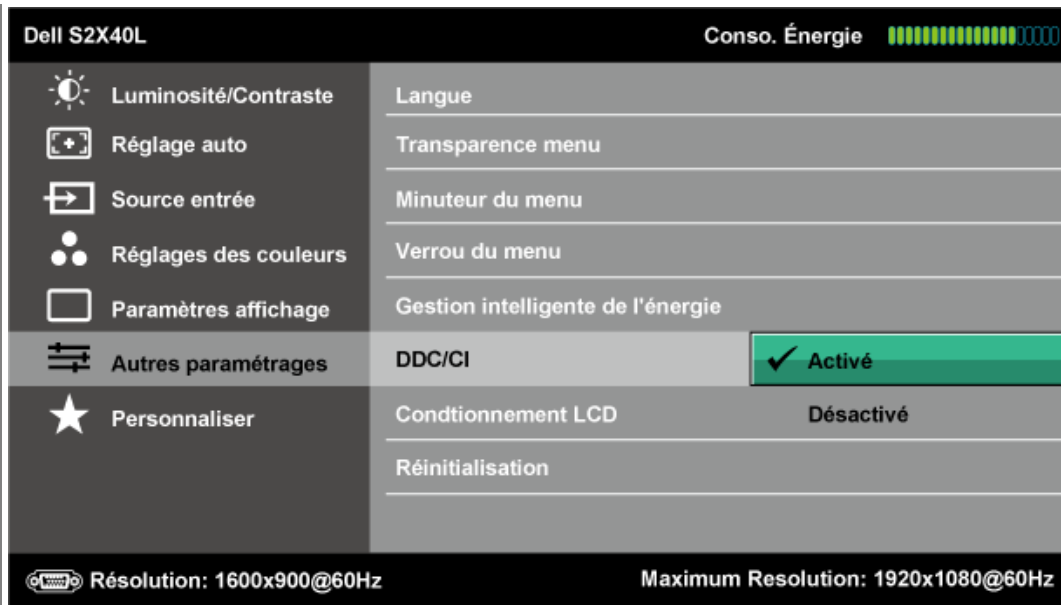 Dell S2X40L
Conso. Énergie
Luminosité/Contraste
Réglage auto
Source entrée
Réglages des couleurs
Paramètres affichage
Autres paramétrages
Personnaliser
Langue
Transparence menu
Minuteur du menu
Verrou du menu
Gestion intelligente de l'énergie
DDC/CI
Activé
Condtionnement LCD
Désactivé
Réinitialisation
Résolution: 1600x900@60Hz
Maximum Resolution: 1920x1080@60Hz